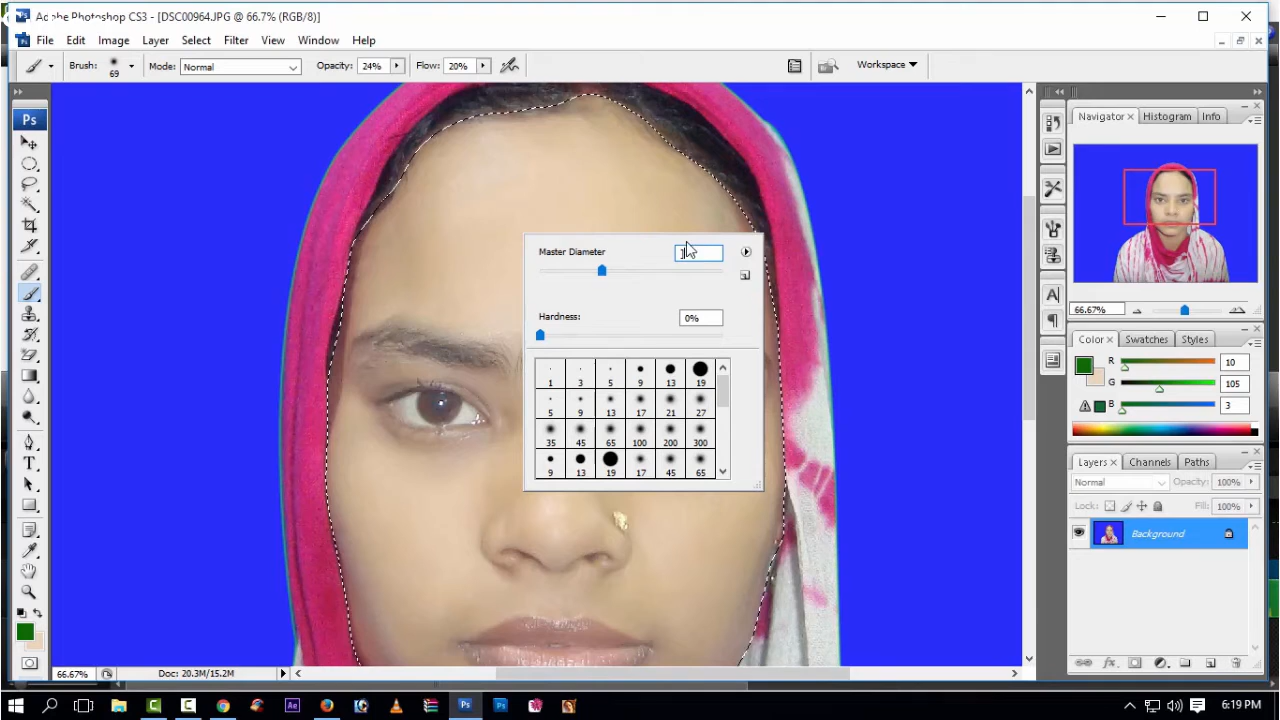 Adobe Photoshop CS3 - [DSC00964.JPG @ 66.7% (RGB/8)]
File Edit Image Layer Select Filter View Window Help
Brush: 69 Mode: Normal Opacity: 24% Flow: 20% Workspace
Ps
Navigator Histogram Info
Master Diameter
Hardness: 0%
1 3 5 9 13 19
5 9 13 17 21 27
35 45 65 100 200 300
9 13 19 17 45 65
66.67%
Color Swatches Styles
R 10
G 105
B 3
Layers Channels Paths
Normal Opacity: 100%
Lock: Fill: 100%
Background
66.67% Doc: 20.3M/15.2M
Ae Ps Ps 6:19 PM